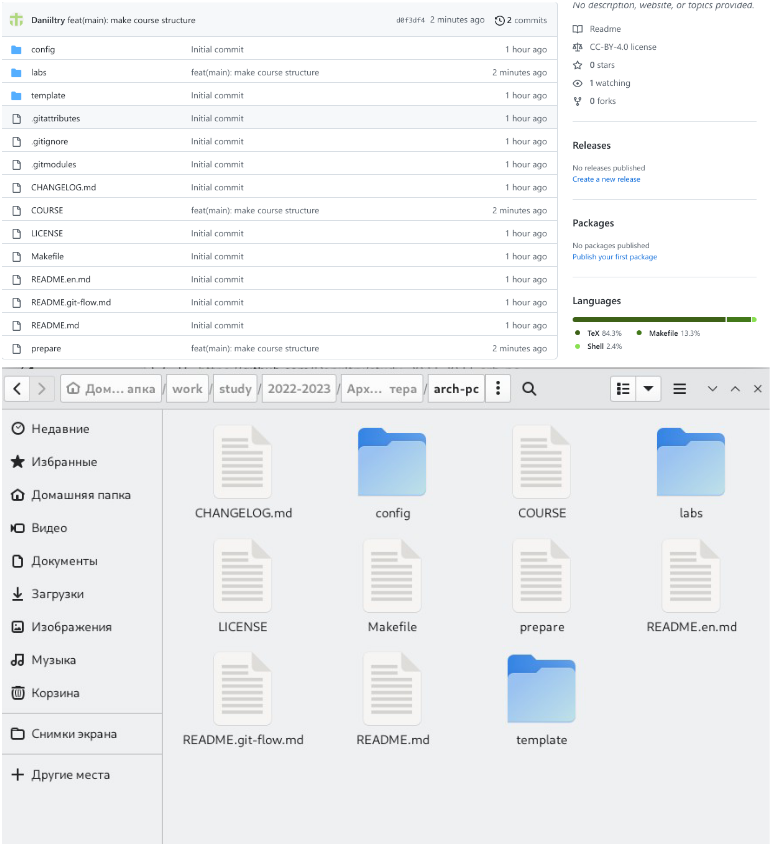 No description, website, or topics provided.
Daniiltry feat(main): make course structure
d0f3df4 2 minutes ago 2 commits
config Initial commit 1 hour ago
labs feat(main): make course structure 2 minutes ago
template Initial commit 1 hour ago
.gitattributes Initial commit 1 hour ago
.gitignore Initial commit 1 hour ago
.gitmodules Initial commit 1 hour ago
CHANGELOG.md Initial commit 1 hour ago
COURSE feat(main): make course structure 2 minutes ago
LICENSE Initial commit 1 hour ago
Makefile Initial commit 1 hour ago
README.en.md Initial commit 1 hour ago
README.git-flow.md Initial commit 1 hour ago
README.md Initial commit 1 hour ago
prepare feat(main): make course structure 2 minutes ago
Readme
CC-BY-4.0 license
0 stars
1 watching
0 forks
Releases
No releases published
Create a new release
Packages
No packages published
Publish your first package
Languages
TeX 84.3% Makefile 13.3%
Shell 2.4%
Дом... апка / work / study / 2022-2023 / Арх... тера / arch-pc
Недавние
Избранные
Домашняя папка
Видео
Документы
Загрузки
Изображения
Музыка
Корзина
Снимки экрана
Другие места
CHANGELOG.md config COURSE labs
LICENSE Makefile prepare README.en.md
README.git-flow.md README.md template